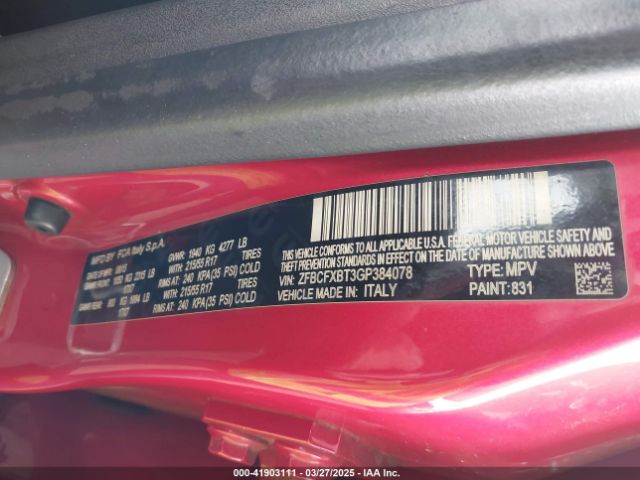 MFD BY FCA Italy S.p.A.
GVWR: 1940 KG 4277 LB
TIRES
WITH 215/55 R17
RIMS AT: 240 KPA(35 PSI) COLD
TIRES
WITH 215/55 R17
RIMS AT: 240 KPA(35 PSI) COLD
THIS VEHICLE CONFORMS TO ALL APPLICABLE U.S.
FEDERAL MOTOR VEHICLE SAFETY, BUMPER, AND
THEFT PREVENTION STANDARDS IN EFFECT ON THE
DATE OF MANUFACTURE SHOWN ABOVE.
VIN: ZFBCFXBT3GP384078 TYPE: MPV
MADE IN: ITALY PAINT: 831
000-41903111 — 03/27/2025 — IAAI.com